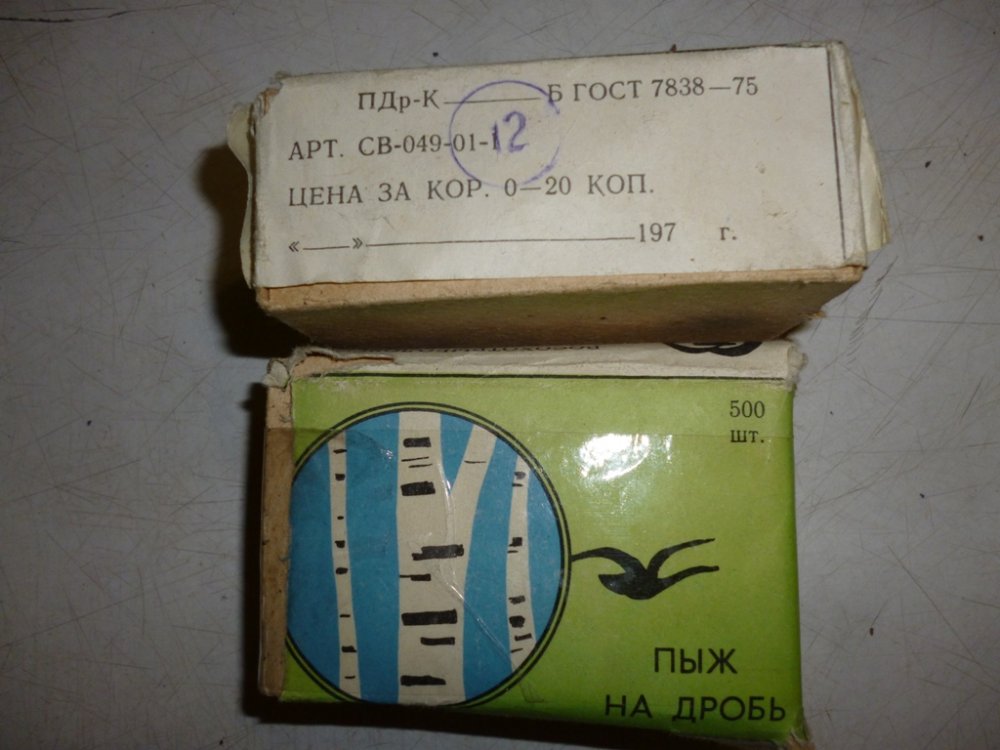 ПДр-К————Б ГОСТ 7838—75
12
АРТ. СВ-049-01-1
ЦЕНА ЗА КОР. 0—20 КОП.
«——»——————————197 г.
500
шт.
ПЫЖ
НА ДРОБЬ